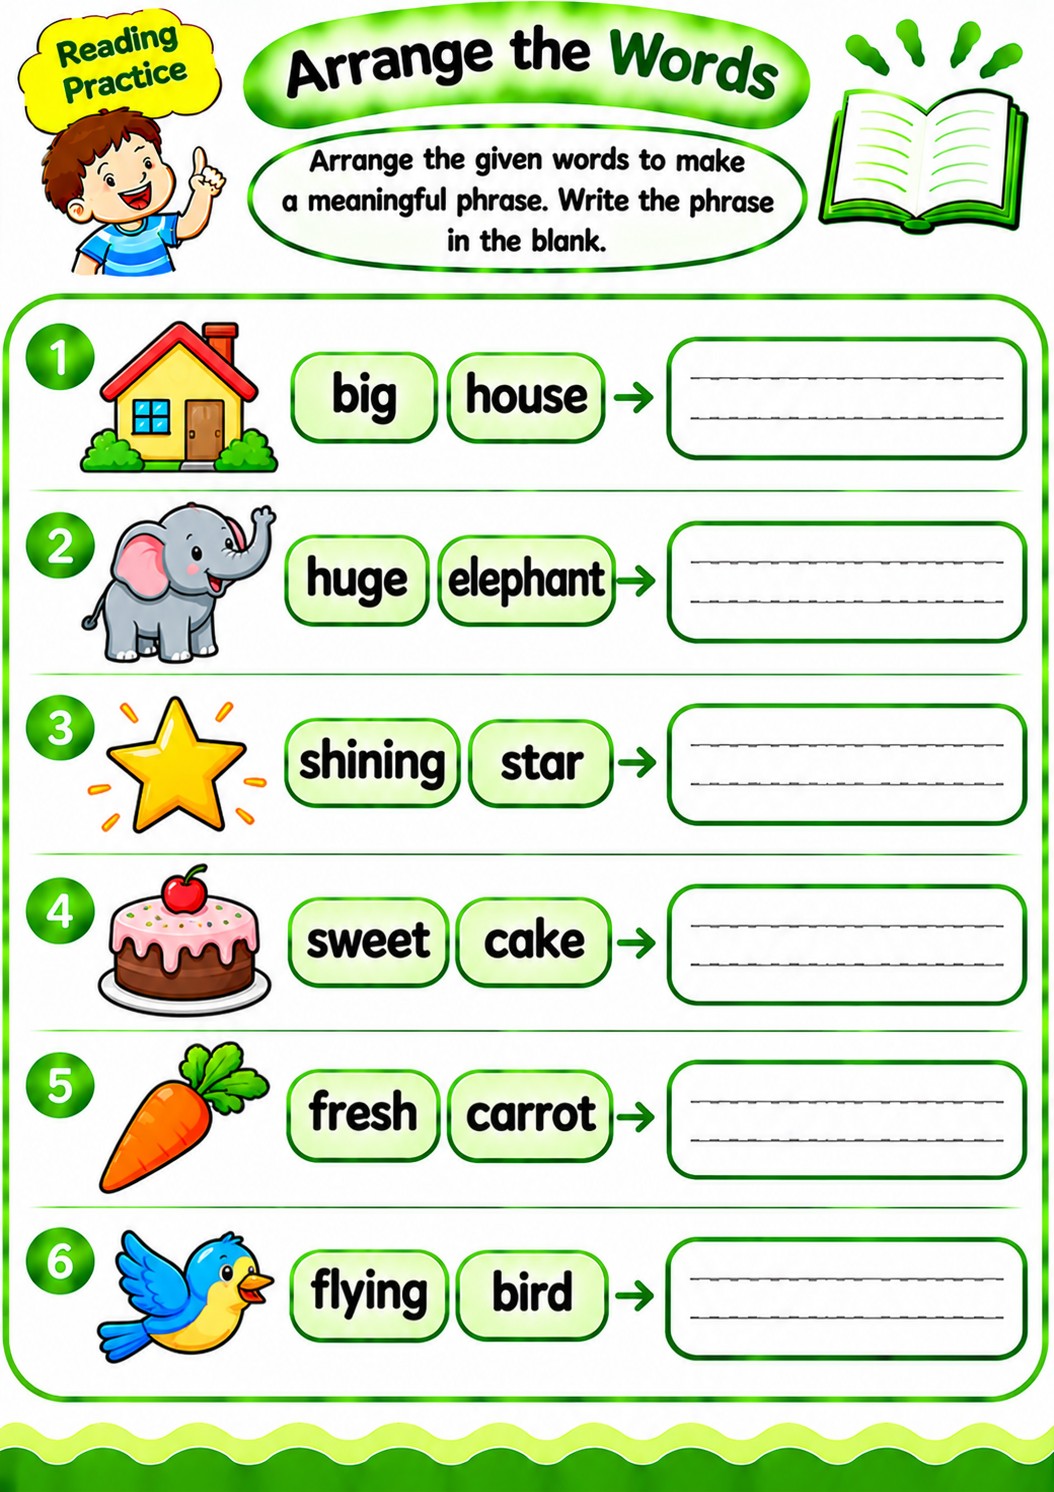 Reading
Practice
Arrange the Words
Arrange the given words to make
a meaningful phrase. Write the phrase
in the blank.
1 big house
2 huge elephant
3 shining star
4 sweet cake
5 fresh carrot
6 flying bird